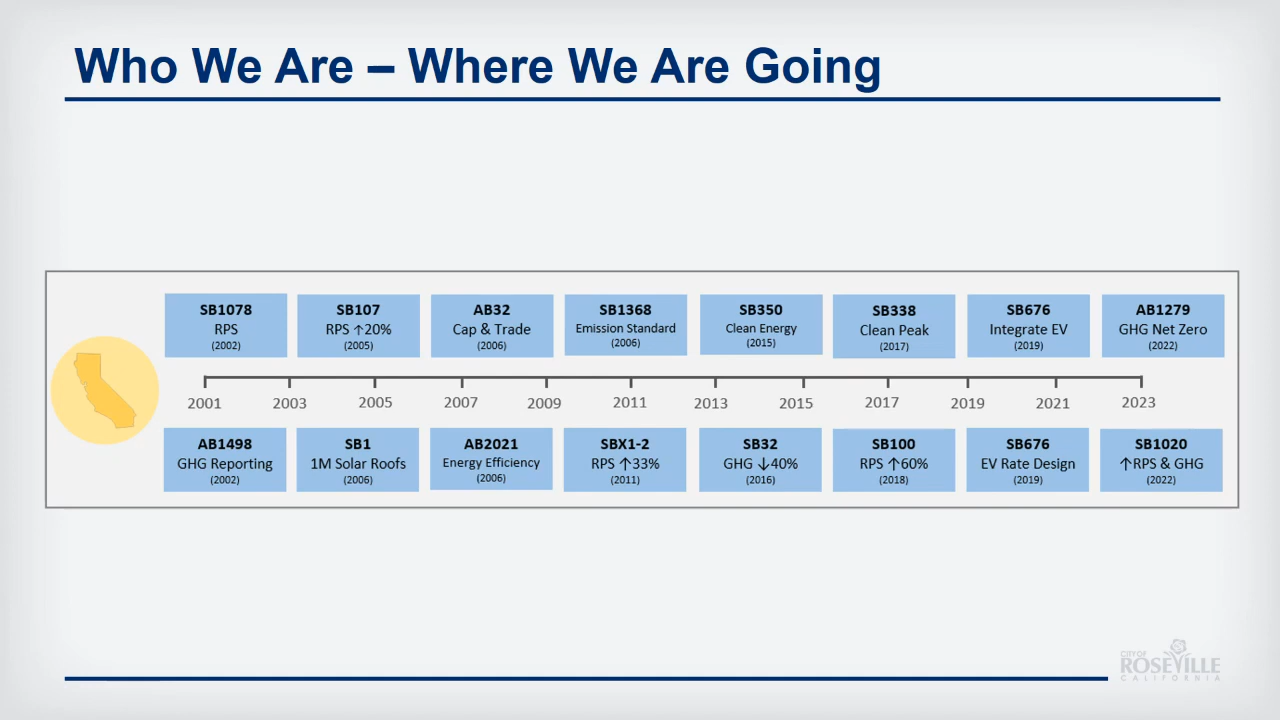 Who We Are – Where We Are Going
SB1078
RPS
(2002)
SB107
RPS ↑20%
(2005)
AB32
Cap & Trade
(2006)
SB1368
Emission Standard
(2006)
SB350
Clean Energy
(2015)
SB338
Clean Peak
(2017)
SB676
Integrate EV
(2019)
AB1279
GHG Net Zero
(2022)
2001 2003 2005 2007 2009 2011 2013 2015 2017 2019 2021 2023
AB1498
GHG Reporting
(2002)
SB1
1M Solar Roofs
(2006)
AB2021
Energy Efficiency
(2006)
SBX1-2
RPS ↑33%
(2011)
SB32
GHG ↓40%
(2016)
SB100
RPS ↑60%
(2018)
SB676
EV Rate Design
(2019)
SB1020
↑RPS & GHG
(2022)
CITY OF
ROSEVILLE
CALIFORNIA